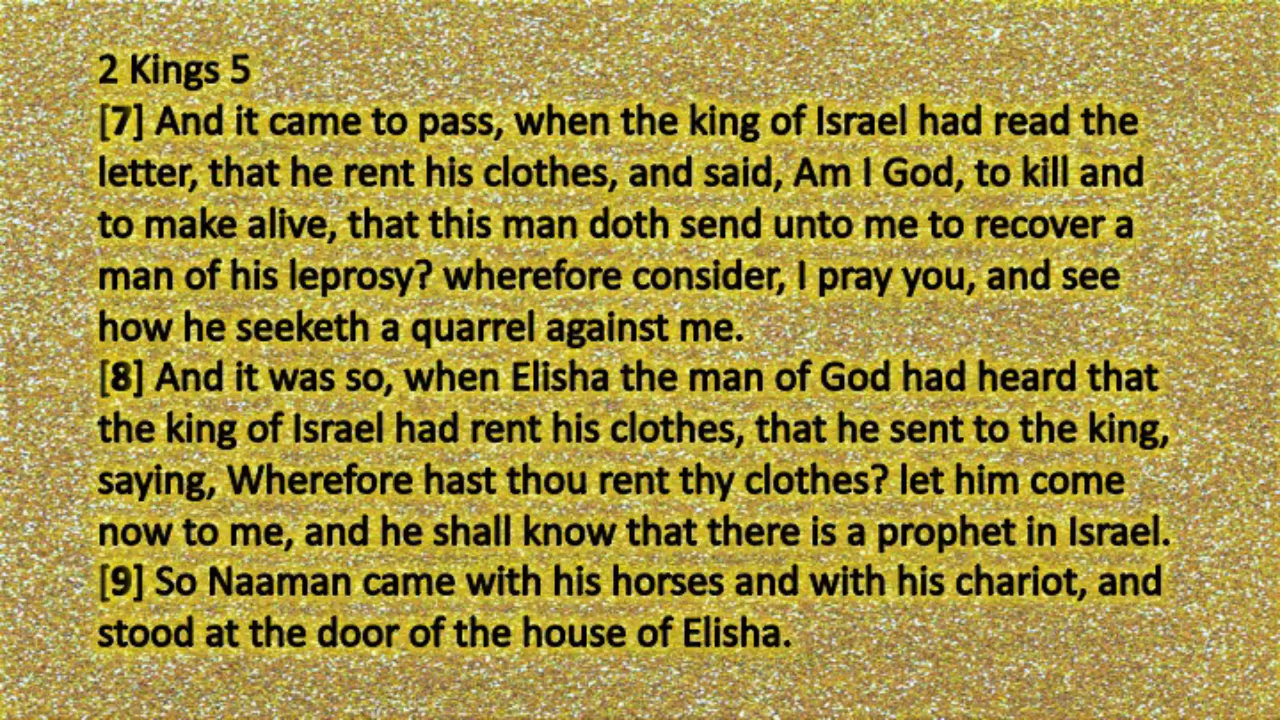 2 Kings 5
[7] And it came to pass, when the king of Israel had read the
letter, that he rent his clothes, and said, Am I God, to kill and
to make alive, that this man doth send unto me to recover a
man of his leprosy? wherefore consider, I pray you, and see
how he seeketh a quarrel against me.
[8] And it was so, when Elisha the man of God had heard that
the king of Israel had rent his clothes, that he sent to the king,
saying, Wherefore hast thou rent thy clothes? let him come
now to me, and he shall know that there is a prophet in Israel.
[9] So Naaman came with his horses and with his chariot, and
stood at the door of the house of Elisha.